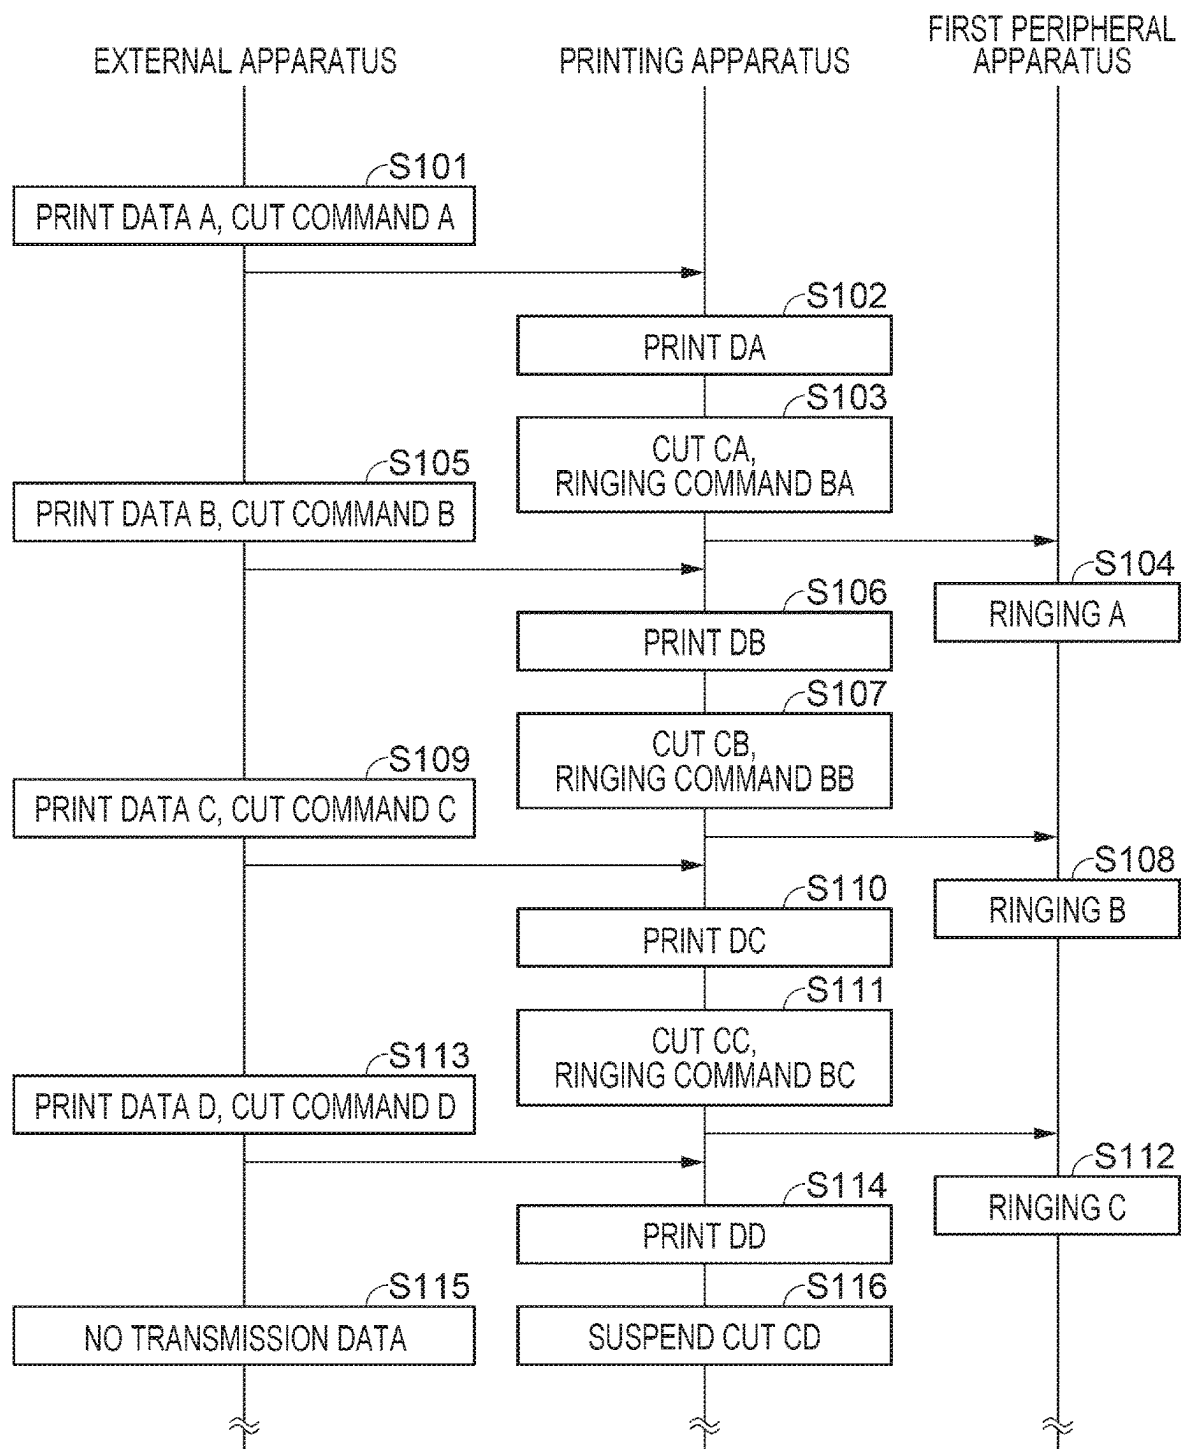 EXTERNAL APPARATUS
PRINTING APPARATUS
FIRST PERIPHERAL
APPARATUS
S101
PRINT DATA A, CUT COMMAND A
S102
PRINT DA
S103
CUT CA,
RINGING COMMAND BA
S105
PRINT DATA B, CUT COMMAND B
S104
RINGING A
S106
PRINT DB
S107
CUT CB,
RINGING COMMAND BB
S109
PRINT DATA C, CUT COMMAND C
S108
RINGING B
S110
PRINT DC
S111
CUT CC,
RINGING COMMAND BC
S113
PRINT DATA D, CUT COMMAND D
S112
RINGING C
S114
PRINT DD
S115
NO TRANSMISSION DATA
S116
SUSPEND CUT CD